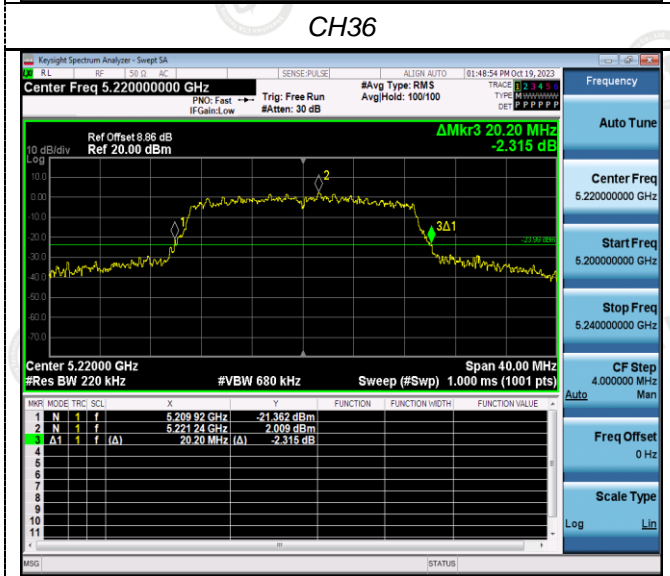 CH36
Keysight Spectrum Analyzer - Swept SA
RL RF 50 Ω AC SENSE:PULSE ALIGN AUTO 01:48:54 PM Oct 19, 2023
Center Freq 5.220000000 GHz
PNO: Fast
IFGain:Low
Trig: Free Run
#Atten: 30 dB
#Avg Type: RMS
Avg|Hold: 100/100
TRACE 1 2 3 4 5 6
TYPE M WWWWW
DET P P P P P P
Ref Offset 8.86 dB
10 dB/div Ref 20.00 dBm
Log
ΔMkr3 20.20 MHz
-2.315 dB
10.0
0.00
-10.0
-20.0
-30.0
-40.0
-50.0
-60.0
-70.0
1
2
3Δ1
-23.99 dBm
Center 5.22000 GHz Span 40.00 MHz
#Res BW 220 kHz #VBW 680 kHz Sweep (#Swp) 1.000 ms (1001 pts)
MKR MODE TRC SCL X Y FUNCTION FUNCTION WIDTH FUNCTION VALUE
1 N 1 f 5.209 92 GHz -21.362 dBm
2 N 1 f 5.221 24 GHz 2.009 dBm
3 Δ1 1 f (Δ) 20.20 MHz (Δ) -2.315 dB
4
5
6
7
8
9
10
11
MSG STATUS
Frequency
Auto Tune
Center Freq
5.220000000 GHz
Start Freq
5.200000000 GHz
Stop Freq
5.240000000 GHz
CF Step
4.000000 MHz
Auto Man
Freq Offset
0 Hz
Scale Type
Log Lin